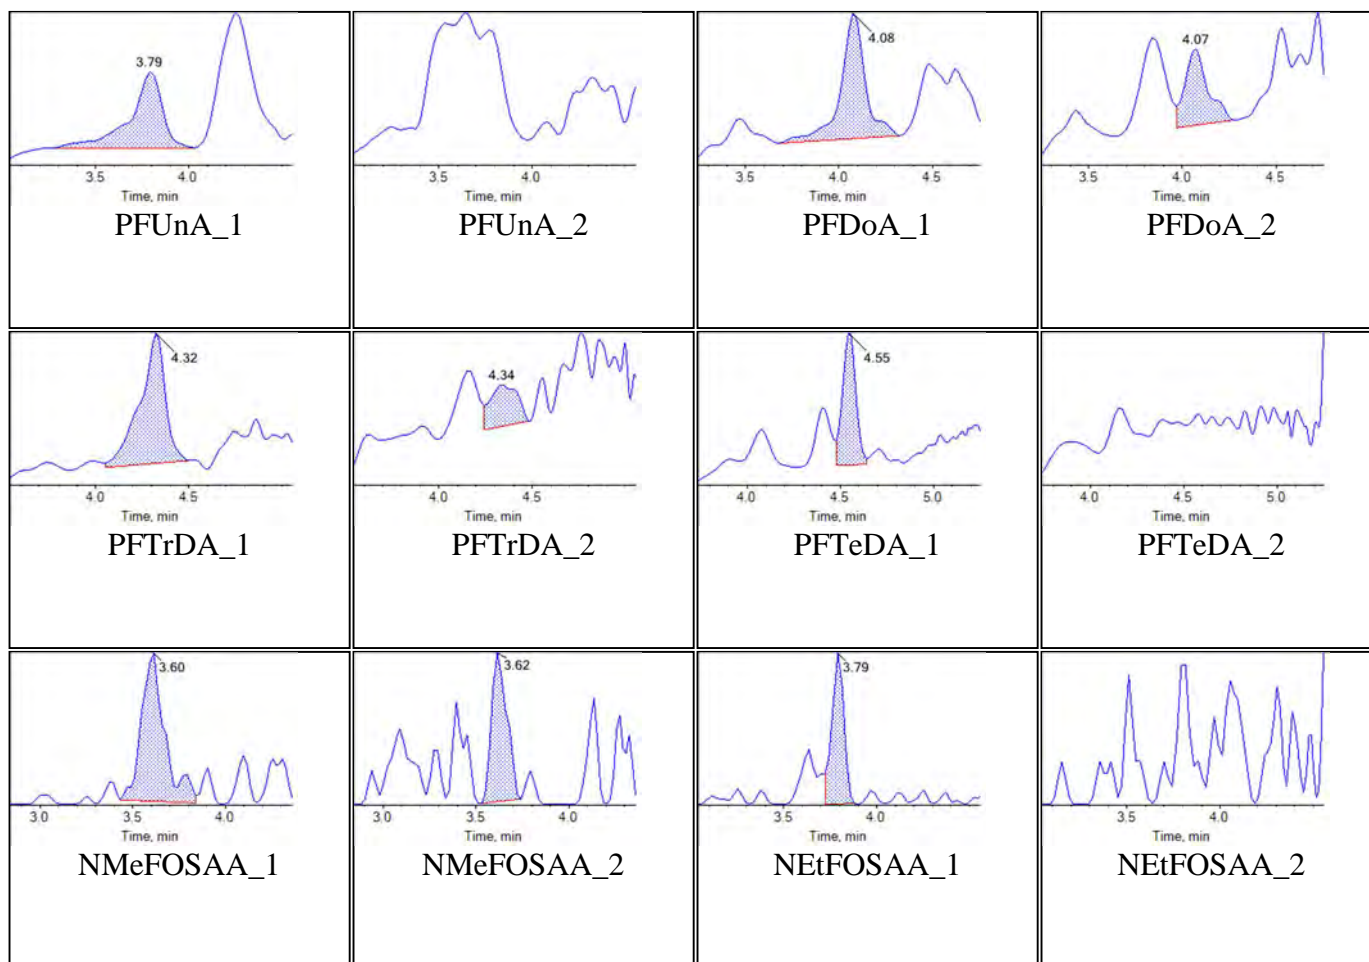 3.79
3.5 4.0
Time, min
PFUnA_1
3.5 4.0
Time, min
PFUnA_2
4.08
3.5 4.0 4.5
Time, min
PFDoA_1
4.07
3.5 4.0 4.5
Time, min
PFDoA_2
4.32
4.0 4.5
Time, min
PFTrDA_1
4.34
4.0 4.5
Time, min
PFTrDA_2
4.55
4.0 4.5 5.0
Time, min
PFTeDA_1
4.0 4.5 5.0
Time, min
PFTeDA_2
3.60
3.0 3.5 4.0
Time, min
NMeFOSAA_1
3.62
3.0 3.5 4.0
Time, min
NMeFOSAA_2
3.79
3.5 4.0
Time, min
NEtFOSAA_1
3.5 4.0
Time, min
NEtFOSAA_2